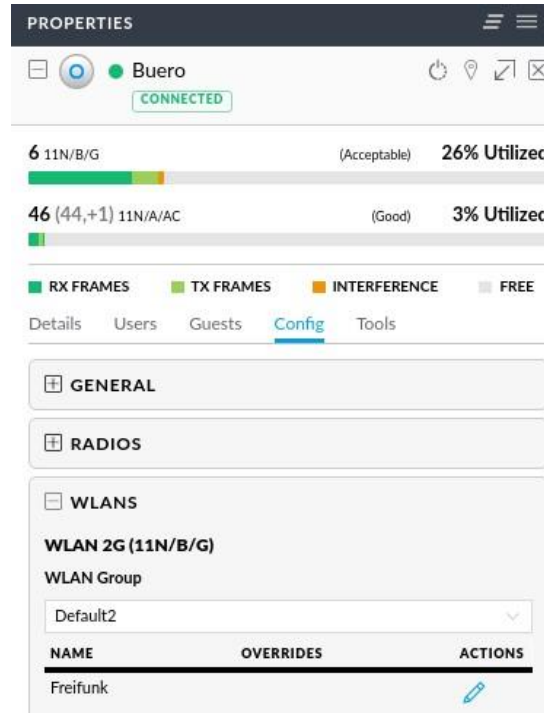 PROPERTIES
Buero
CONNECTED
6 11N/B/G (Acceptable) 26% Utilized
46 (44,+1) 11N/A/AC (Good) 3% Utilized
RX FRAMES TX FRAMES INTERFERENCE FREE
Details Users Guests Config Tools
GENERAL
RADIOS
WLANS
WLAN 2G (11N/B/G)
WLAN Group
Default2
NAME OVERRIDES ACTIONS
Freifunk